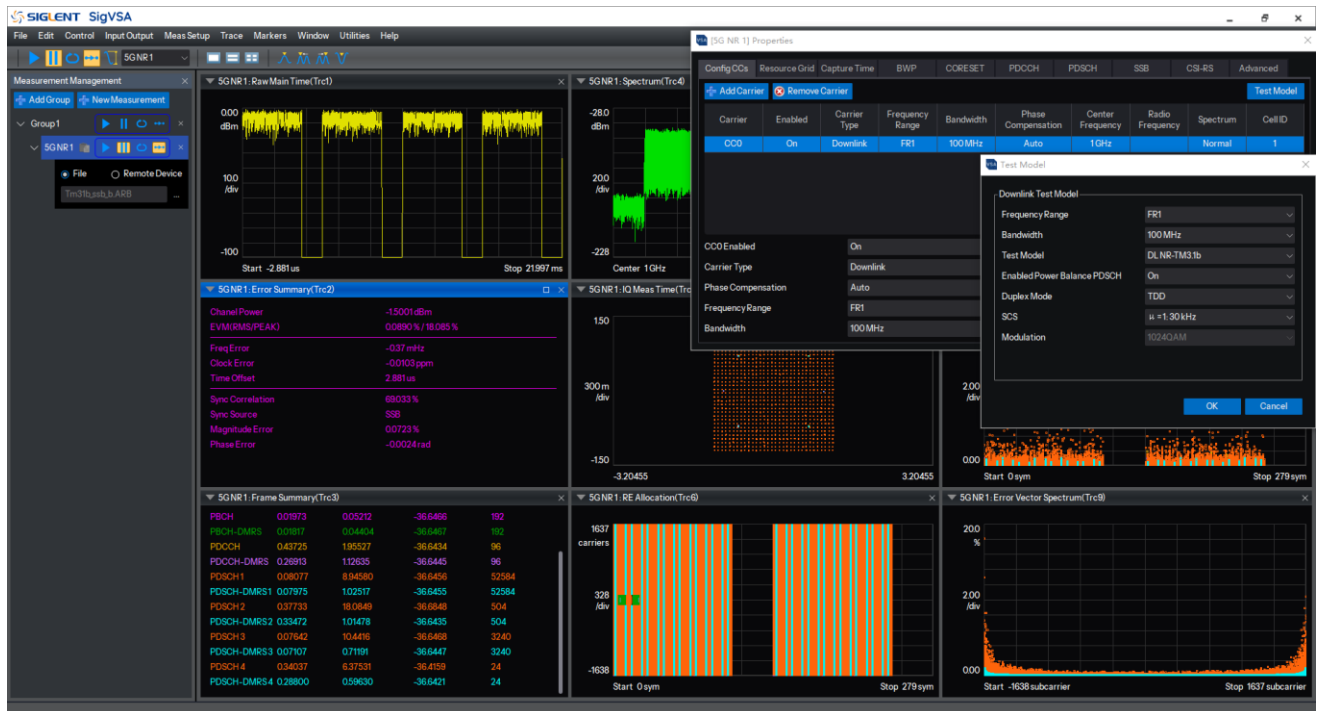 SIGLENT SigVSA
File Edit Control Input Output Meas Setup Trace Markers Window Utilities Help
5G NR 1
Measurement Management
Add Group New Measurement
Group1
5G NR 1
File Remote Device
Tm31b,ssb,b.ARB ...
5G NR 1 : Raw Main Time(Trc1)
0.00
dBm
10.0
/div
-100
Start -2.881 us Stop 21.997 ms
5G NR 1 : Spectrum(Trc4)
-28.0
dBm
20.0
/div
-228
Center 1 GHz
5G NR 1 : Error Summary(Trc2)
Chanel Power -1.5001 dBm
EVM(RMS/PEAK) 0.0890 % / 18.085 %
Freq Error -0.37 mHz
Clock Error -0.0103 ppm
Time Offset 2.881 us
Sync Correlation 69.033 %
Sync Source SSB
Magnitude Error 0.0723 %
Phase Error -0.0024 rad
5G NR 1 : IQ Meas Time(Trc
1.50
300 m
/div
-1.50
-3.20455 3.20455
2.00
/div
0.00
Start 0 sym Stop 279 sym
5G NR 1 : Frame Summary(Trc3)
PBCH 0.01973 0.05212 -36.6466 192
PBCH-DMRS 0.01817 0.04404 -36.6467 192
PDCCH 0.43725 1.95527 -36.6434 96
PDCCH-DMRS 0.26913 1.12635 -36.6445 96
PDSCH 1 0.08077 8.94580 -36.6456 52584
PDSCH-DMRS1 0.07975 1.02517 -36.6455 52584
PDSCH 2 0.37733 18.0849 -36.6848 504
PDSCH-DMRS2 0.33472 1.01478 -36.6435 504
PDSCH 3 0.07642 10.4416 -36.6468 3240
PDSCH-DMRS3 0.07107 0.71191 -36.6447 3240
PDSCH 4 0.34037 6.37531 -36.4159 24
PDSCH-DMRS4 0.28800 0.59630 -36.6421 24
5G NR 1 : RE Allocation(Trc6)
1637
carriers
328
/div
-1638
Start 0 sym Stop 279 sym
5G NR 1 : Error Vector Spectrum(Trc9)
20.0
%
2.00
/div
0.00
Start -1638 subcarrier Stop 1637 subcarrier
[5G NR 1] Properties
Config CCs Resource Grid Capture Time BWP CORESET PDCCH PDSCH SSB CSI-RS Advanced
Add Carrier Remove Carrier Test Model
Carrier Enabled Carrier Type Frequency Range Bandwidth Phase Compensation Center Frequency Radio Frequency Spectrum Cell ID
CC0 On Downlink FR1 100 MHz Auto 1 GHz Normal 1
CC0 Enabled On
Carrier Type Downlink
Phase Compensation Auto
Frequency Range FR1
Bandwidth 100 MHz
Test Model
Downlink Test Model
Frequency Range FR1
Bandwidth 100 MHz
Test Model DL NR-TM3.1b
Enabled Power Balance PDSCH On
Duplex Mode TDD
SCS μ =1: 30 kHz
Modulation 1024QAM
OK Cancel